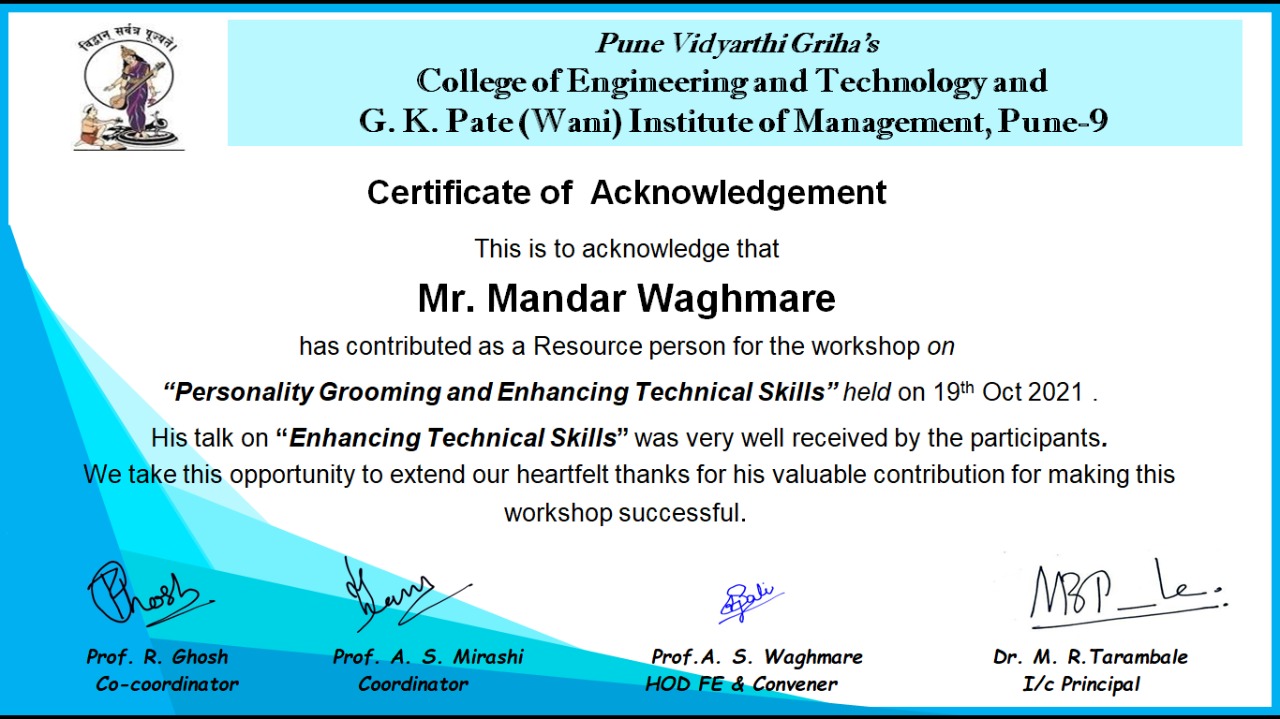 विद्वान् सर्वत्र पूज्यते।
Pune Vidyarthi Griha's
College of Engineering and Technology and
G. K. Pate (Wani) Institute of Management, Pune-9
Certificate of Acknowledgement
This is to acknowledge that
Mr. Mandar Waghmare
has contributed as a Resource person for the workshop on
“Personality Grooming and Enhancing Technical Skills” held on 19th Oct 2021 .
His talk on “Enhancing Technical Skills” was very well received by the participants.
We take this opportunity to extend our heartfelt thanks for his valuable contribution for making this
workshop successful.
Prof. R. Ghosh Prof. A. S. Mirashi Prof.A. S. Waghmare Dr. M. R.Tarambale
Co-coordinator Coordinator HOD FE & Convener I/c Principal